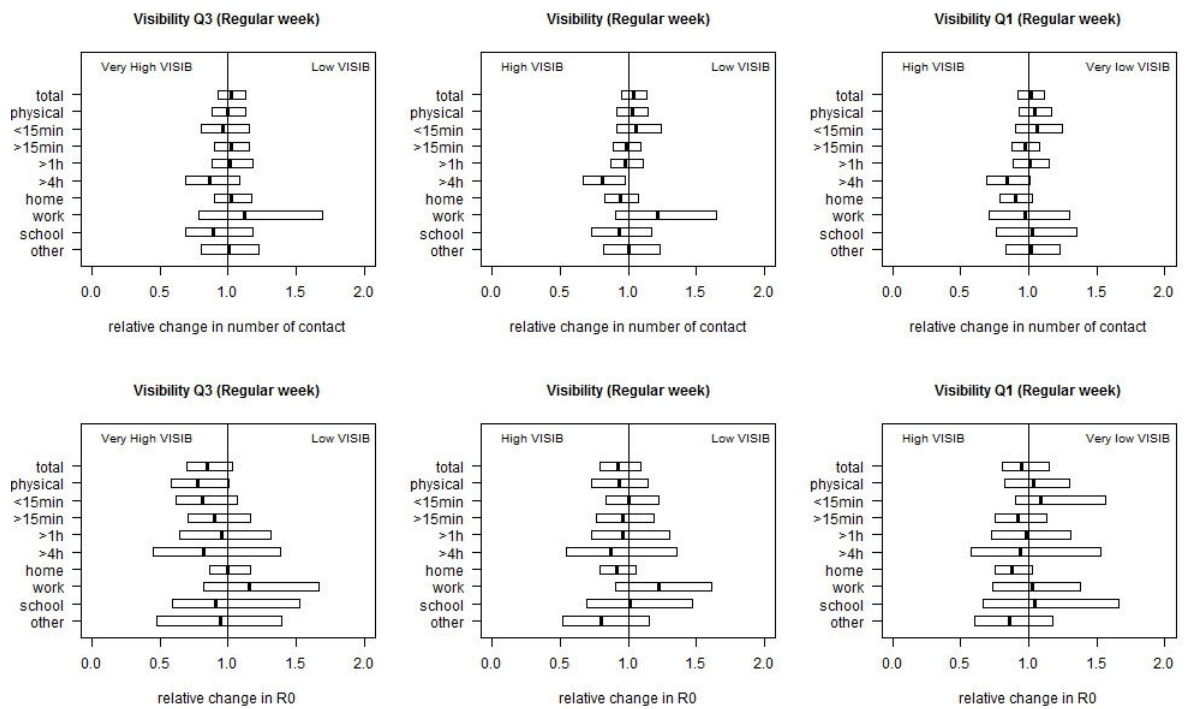 Visibility Q3 (Regular week)
Very High VISIB
Low VISIB
total
physical
<15min
>15min
>1h
>4h
home
work
school
other
0.0 0.5 1.0 1.5 2.0
relative change in number of contact
Visibility (Regular week)
High VISIB
Low VISIB
total
physical
<15min
>15min
>1h
>4h
home
work
school
other
0.0 0.5 1.0 1.5 2.0
relative change in number of contact
Visibility Q1 (Regular week)
High VISIB
Very low VISIB
total
physical
<15min
>15min
>1h
>4h
home
work
school
other
0.0 0.5 1.0 1.5 2.0
relative change in number of contact
Visibility Q3 (Regular week)
Very High VISIB
Low VISIB
total
physical
<15min
>15min
>1h
>4h
home
work
school
other
0.0 0.5 1.0 1.5 2.0
relative change in R0
Visibility (Regular week)
High VISIB
Low VISIB
total
physical
<15min
>15min
>1h
>4h
home
work
school
other
0.0 0.5 1.0 1.5 2.0
relative change in R0
Visibility Q1 (Regular week)
High VISIB
Very low VISIB
total
physical
<15min
>15min
>1h
>4h
home
work
school
other
0.0 0.5 1.0 1.5 2.0
relative change in R0